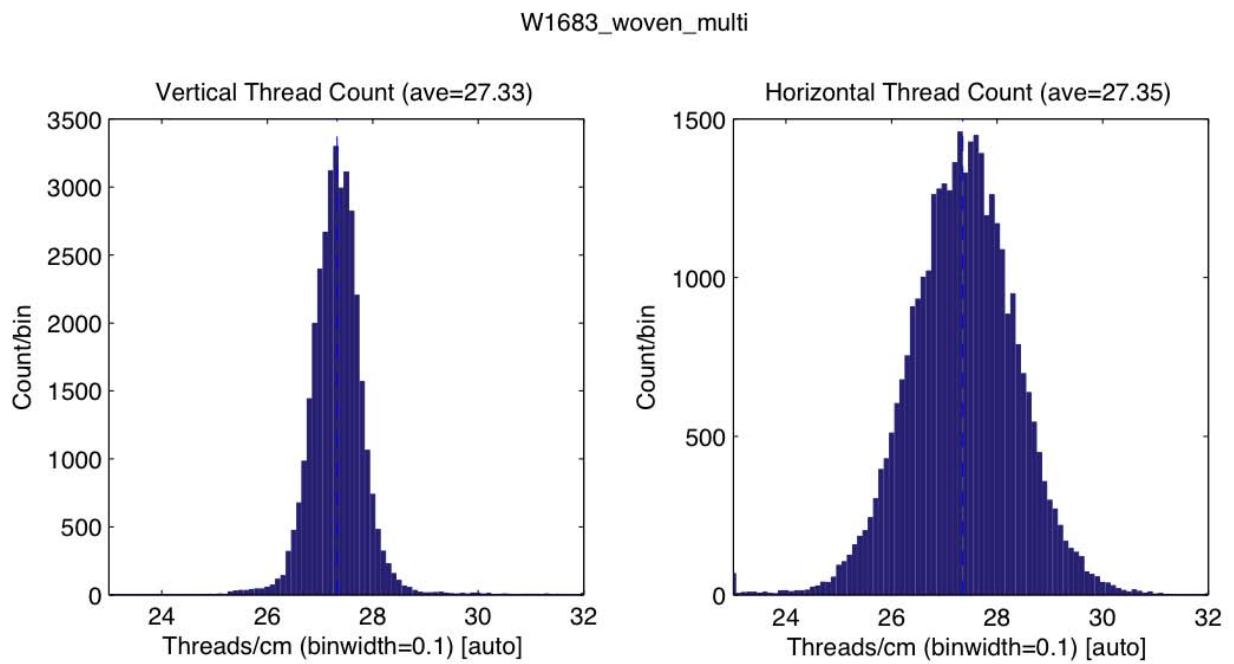 W1683_woven_multi
Vertical Thread Count (ave=27.33)
3500
3000
2500
2000
1500
1000
500
0
Count/bin
24 26 28 30 32
Threads/cm (binwidth=0.1) [auto]
Horizontal Thread Count (ave=27.35)
1500
1000
500
0
Count/bin
24 26 28 30 32
Threads/cm (binwidth=0.1) [auto]